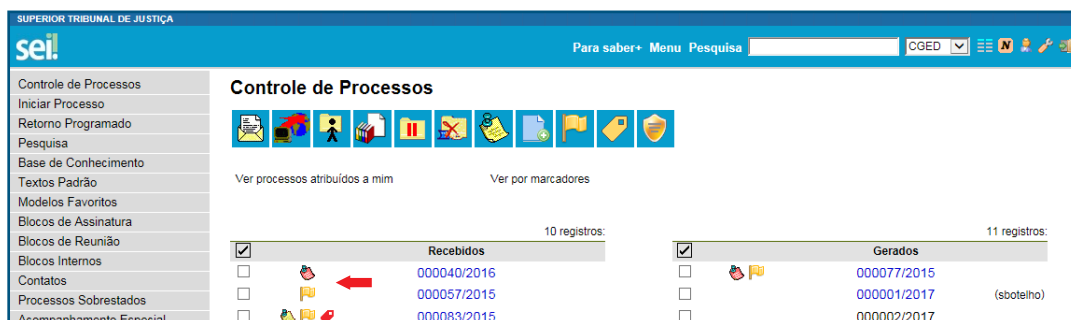 SUPERIOR TRIBUNAL DE JUSTIÇA
sei!
Para saber+ Menu Pesquisa CGED
Controle de Processos
Iniciar Processo
Retorno Programado
Pesquisa
Base de Conhecimento
Textos Padrão
Modelos Favoritos
Blocos de Assinatura
Blocos de Reunião
Blocos Internos
Contatos
Processos Sobrestados
Acompanhamento Especial
Controle de Processos
Ver processos atribuídos a mim Ver por marcadores
10 registros:
Recebidos
000040/2016
000057/2015
000083/2015
11 registros:
Gerados
000077/2015
000001/2017 (sbotelho)
000002/2017